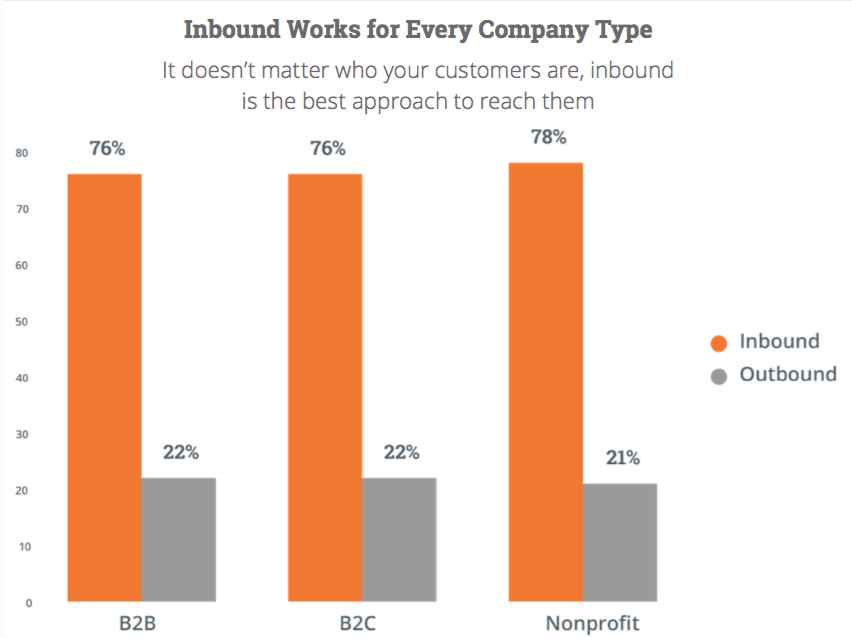 Inbound Works for Every Company Type
It doesn’t matter who your customers are, inbound
is the best approach to reach them
80
70
60
50
40
30
20
10
0
76%
22%
76%
22%
78%
21%
B2B
B2C
Nonprofit
Inbound
Outbound